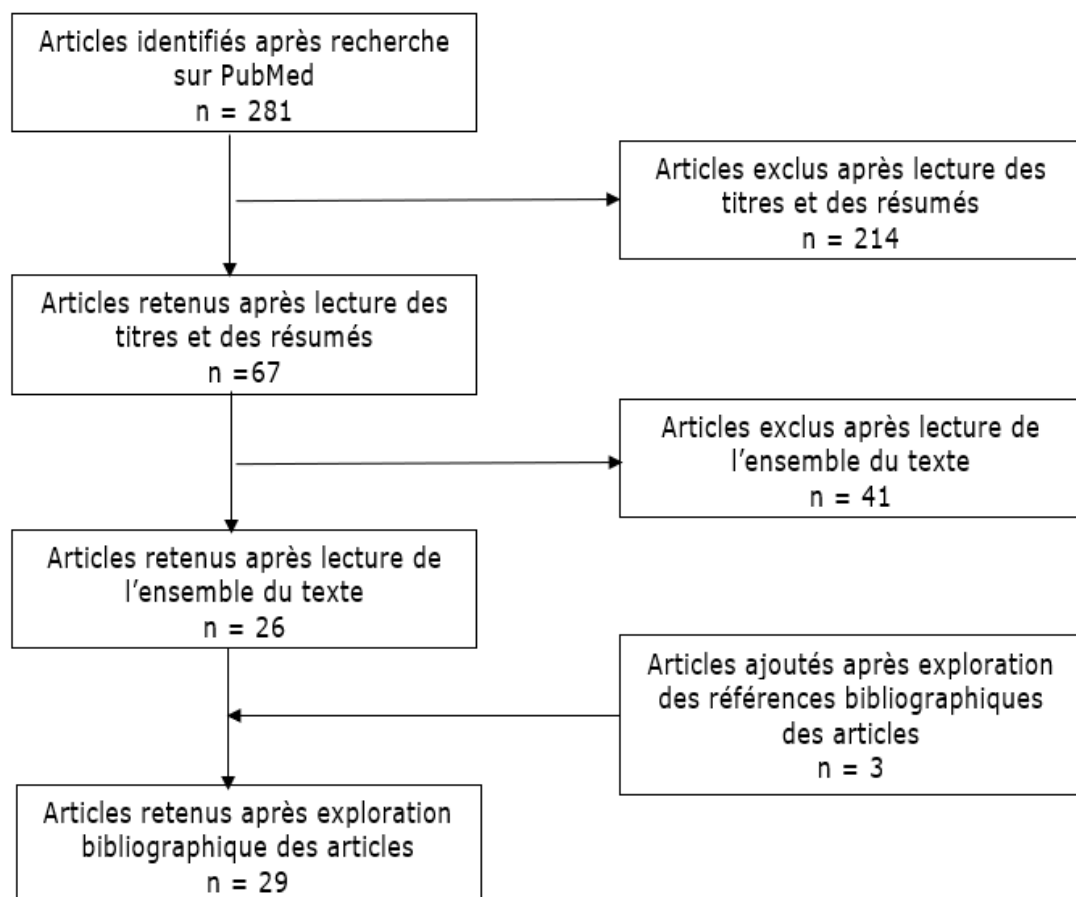 Articles identifiés après recherche
sur PubMed
n = 281
Articles exclus après lecture des
titres et des résumés
n = 214
Articles retenus après lecture des
titres et des résumés
n =67
Articles exclus après lecture de
l'ensemble du texte
n = 41
Articles retenus après lecture de
l'ensemble du texte
n = 26
Articles ajoutés après exploration
des références bibliographiques
des articles
n = 3
Articles retenus après exploration
bibliographique des articles
n = 29